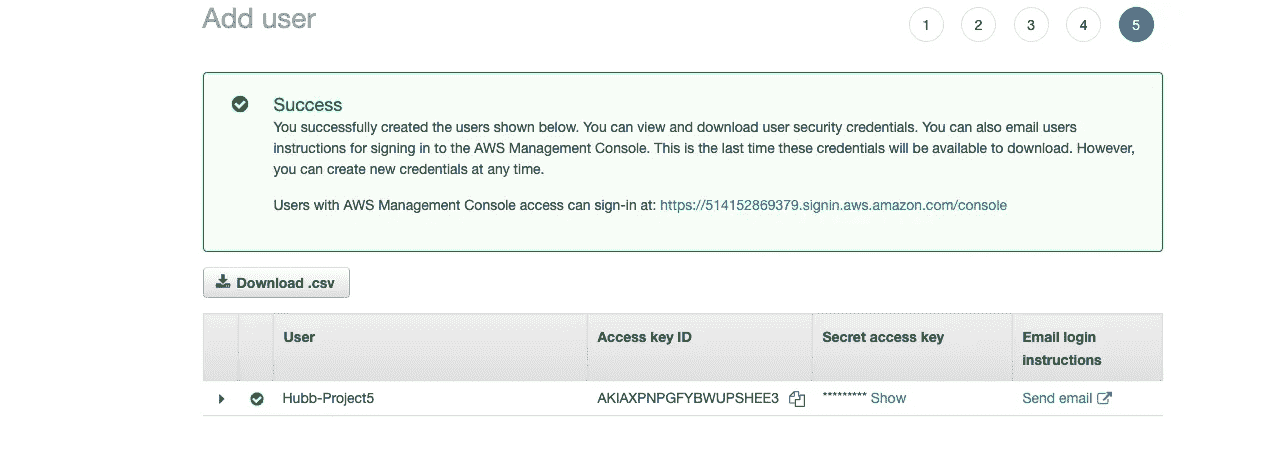 Add user
1 2 3 4 5
Success
You successfully created the users shown below. You can view and download user security credentials. You can also email users
instructions for signing in to the AWS Management Console. This is the last time these credentials will be available to download. However,
you can create new credentials at any time.
Users with AWS Management Console access can sign-in at: https://514152869379.signin.aws.amazon.com/console
Download .csv
User Access key ID Secret access key Email login
instructions
Hubb-Project5 AKIAXPNPGFYBWUPSHEE3 ********* Show Send email